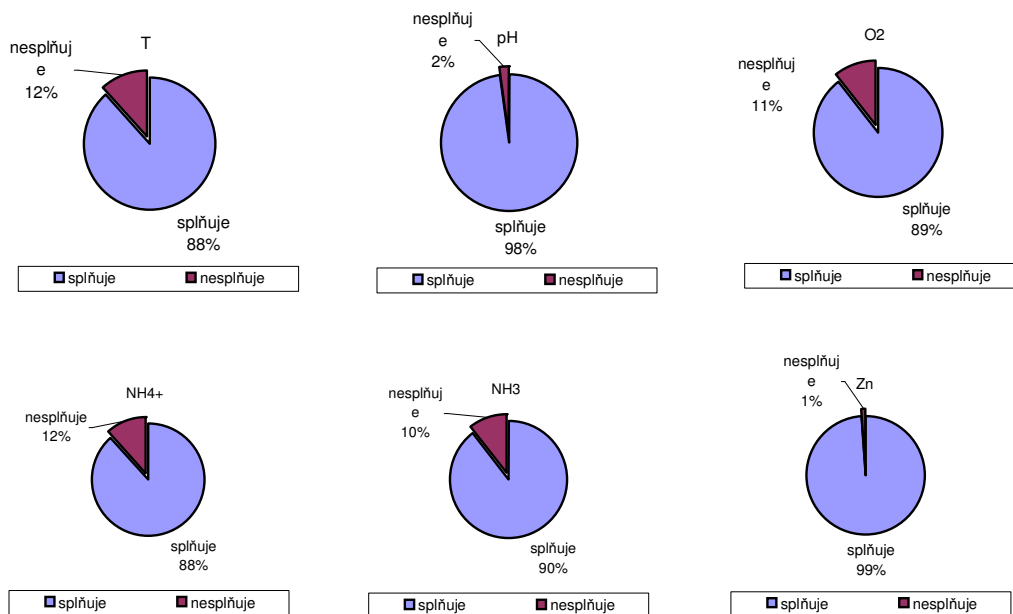 T
nesplňuj
e
12%
splňuje
88%
splňuje nesplňuje
pH
nesplňuj
e
2%
splňuje
98%
splňuje nesplňuje
O2
nesplňuj
e
11%
splňuje
89%
splňuje nesplňuje
NH4+
nesplňuje
12%
splňuje
88%
splňuje nesplňuje
NH3
nesplňuj
e
10%
splňuje
90%
splňuje nesplňuje
Zn
nesplňuj
e
1%
splňuje
99%
splňuje nesplňuje